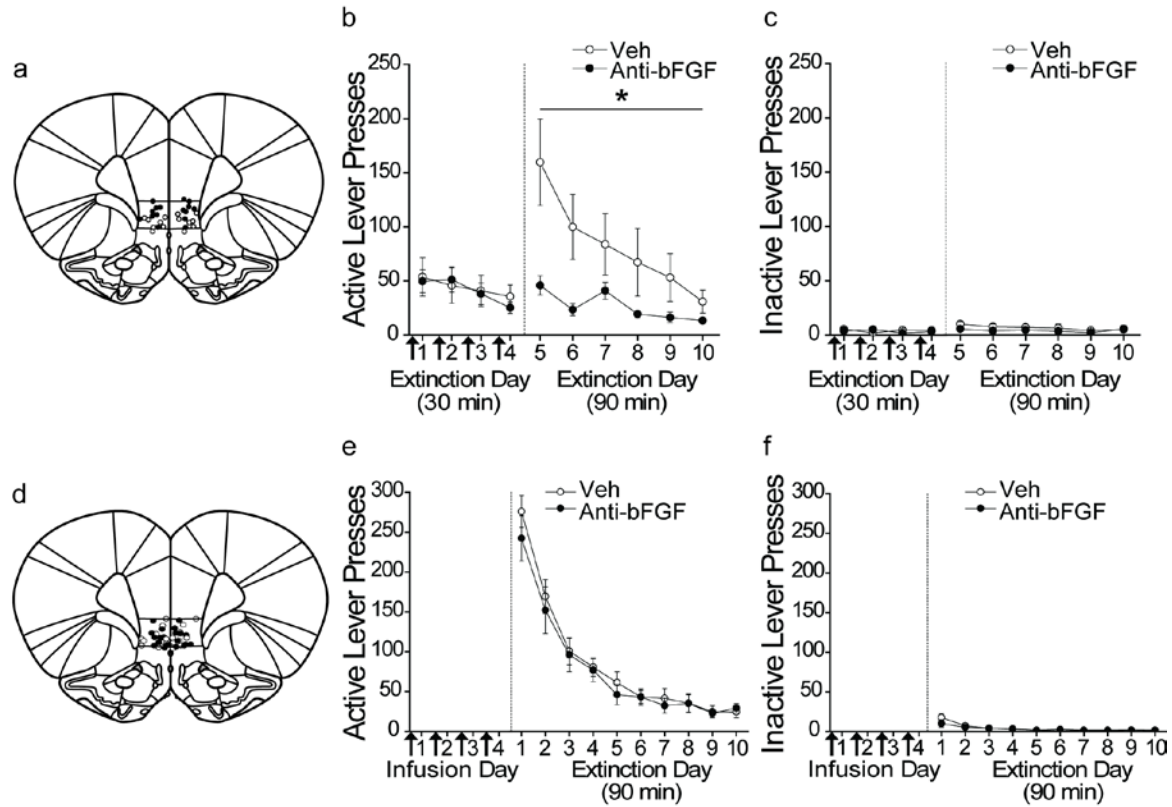 a
b
Veh
Anti-bFGF
Active Lever Presses
250
200
150
100
50
0
*
1 2 3 4 5 6 7 8 9 10
Extinction Day Extinction Day
(30 min) (90 min)
c
Veh
Anti-bFGF
Inactive Lever Presses
250
200
150
100
50
0
1 2 3 4 5 6 7 8 9 10
Extinction Day Extinction Day
(30 min) (90 min)
d
e
Veh
Anti-bFGF
Active Lever Presses
300
250
200
150
100
50
0
1 2 3 4 1 2 3 4 5 6 7 8 9 10
Infusion Day Extinction Day
(90 min)
f
Veh
Anti-bFGF
Inactive Lever Presses
300
250
200
150
100
50
0
1 2 3 4 1 2 3 4 5 6 7 8 9 10
Infusion Day Extinction Day
(90 min)